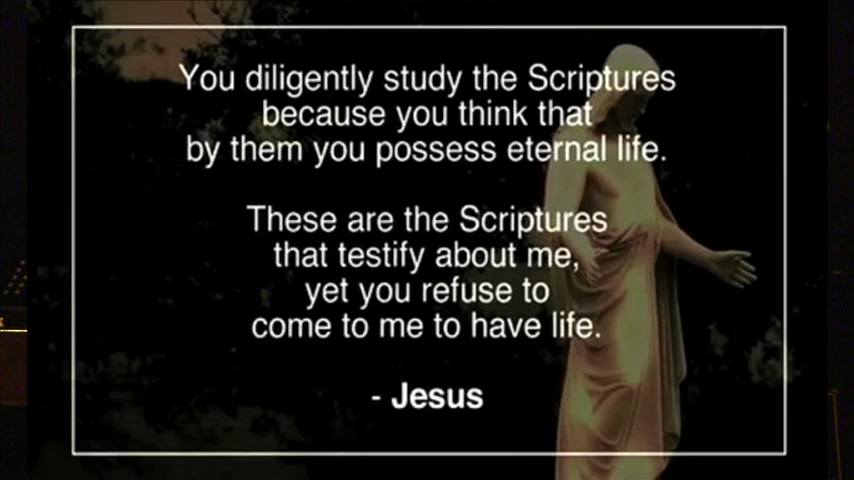 You diligently study the Scriptures
because you think that
by them you possess eternal life.
These are the Scriptures
that testify about me,
yet you refuse to
come to me to have life.
- Jesus